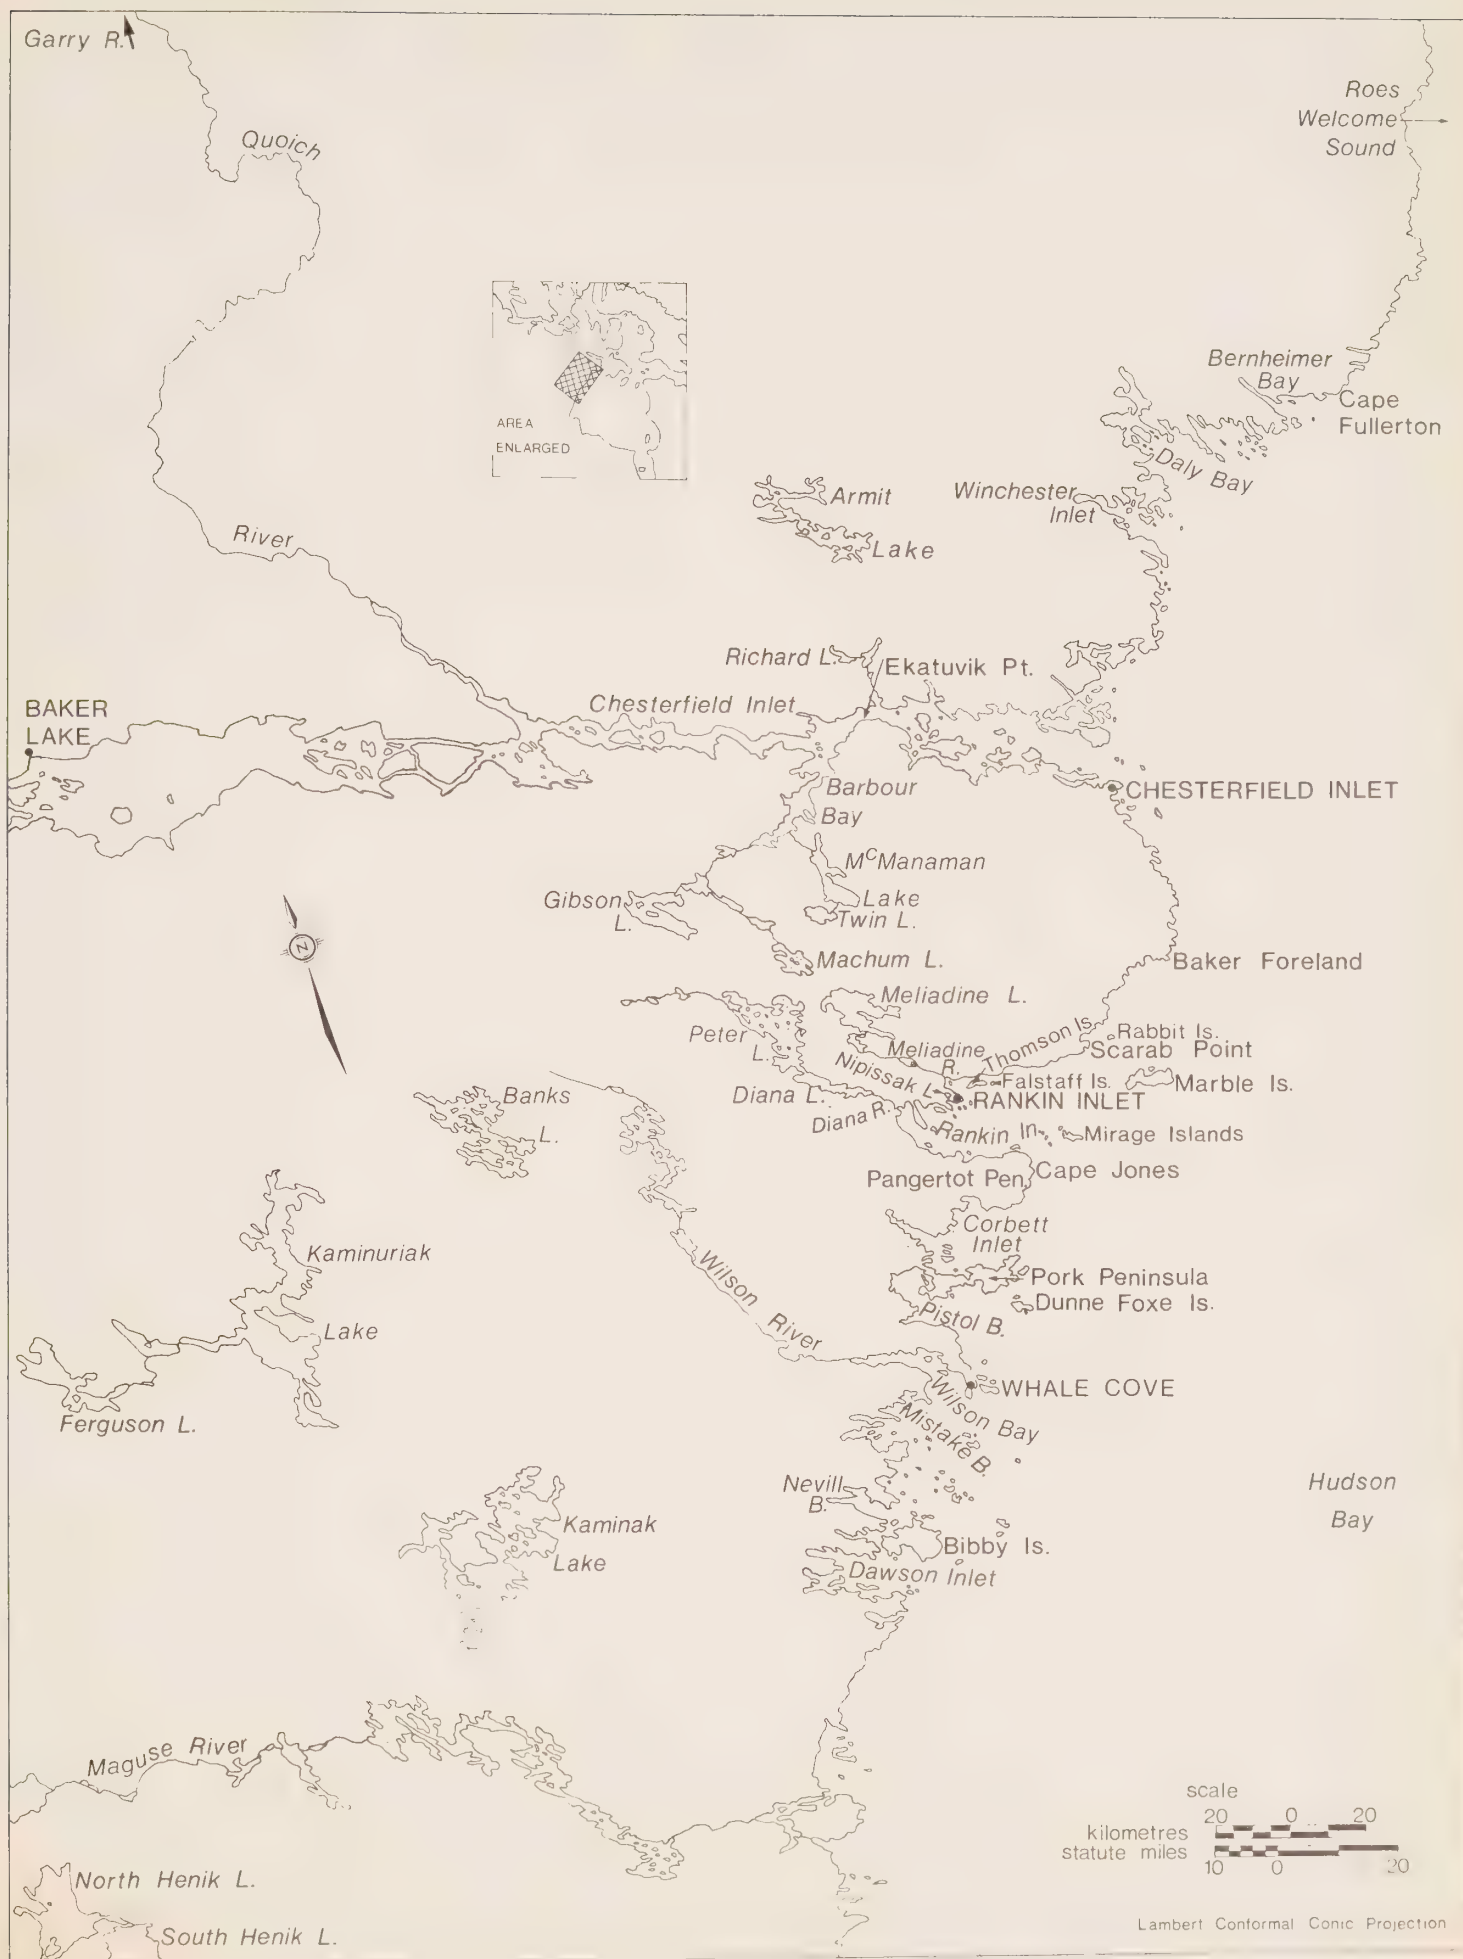 Garry R.
Roes
Welcome
Sound
Quoich
Bernheimer
Bay
Cape
Fullerton
AREA
ENLARGED
Daly Bay
Armit
Lake
Winchester
Inlet
River
Richard L.
Ekatuvik Pt.
Chesterfield Inlet
BAKER
LAKE
CHESTERFIELD INLET
Barbour
Bay
McManaman
Lake
Twin L.
Gibson
L.
N
Machum L.
Baker Foreland
Meliadine L.
Peter
L.
Meliadine
R.
Thomson Is.
Rabbit Is.
Scarab Point
Nipissak L.
Falstaff Is.
Marble Is.
RANKIN INLET
Diana L.
Diana R.
Rankin In.
Mirage Islands
Banks
L.
Pangertot Pen.
Cape Jones
Corbett
Inlet
Kaminuriak
Lake
Wilson River
Pork Peninsula
Dunne Foxe Is.
Pistol B.
WHALE COVE
Ferguson L.
Wilson Bay
Mistake B.
Nevill
B.
Hudson
Bay
Kaminak
Lake
Bibby Is.
Dawson Inlet
Maguse River
North Henik L.
South Henik L.
scale
20 0 20
kilometres
statute miles
10 0 20
Lambert Conformal Conic Projection